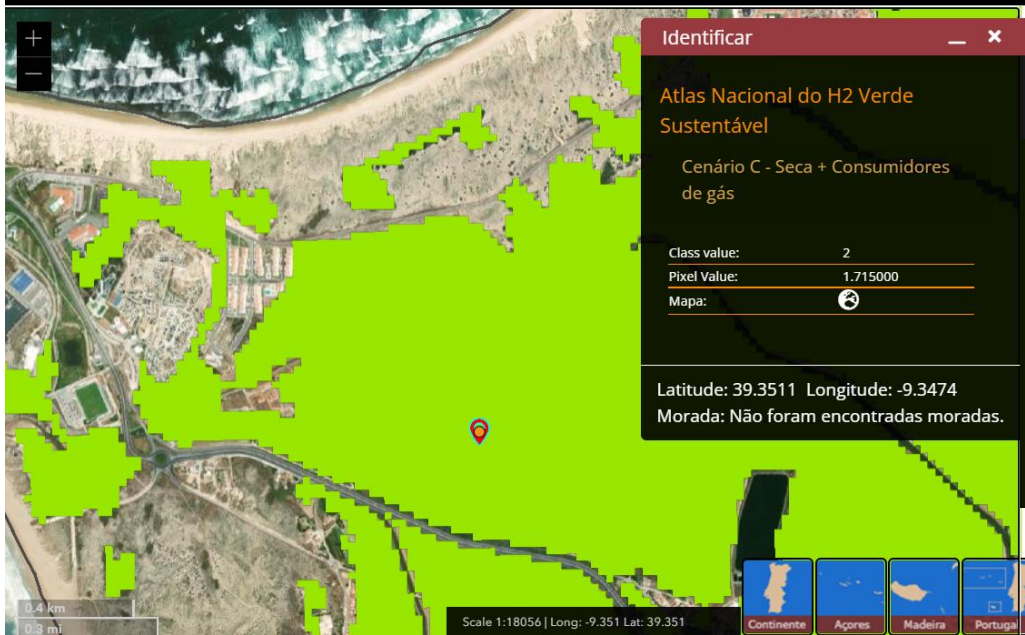 +
−
Identificar
Atlas Nacional do H2 Verde
Sustentável
Cenário C - Seca + Consumidores
de gás
Class value: 2
Pixel Value: 1.715000
Mapa:
Latitude: 39.3511 Longitude: -9.3474
Morada: Não foram encontradas moradas.
0.4 km
0.3 mi
Scale 1:18056 | Long: -9.351 Lat: 39.351
Continente
Açores
Madeira
Portugal